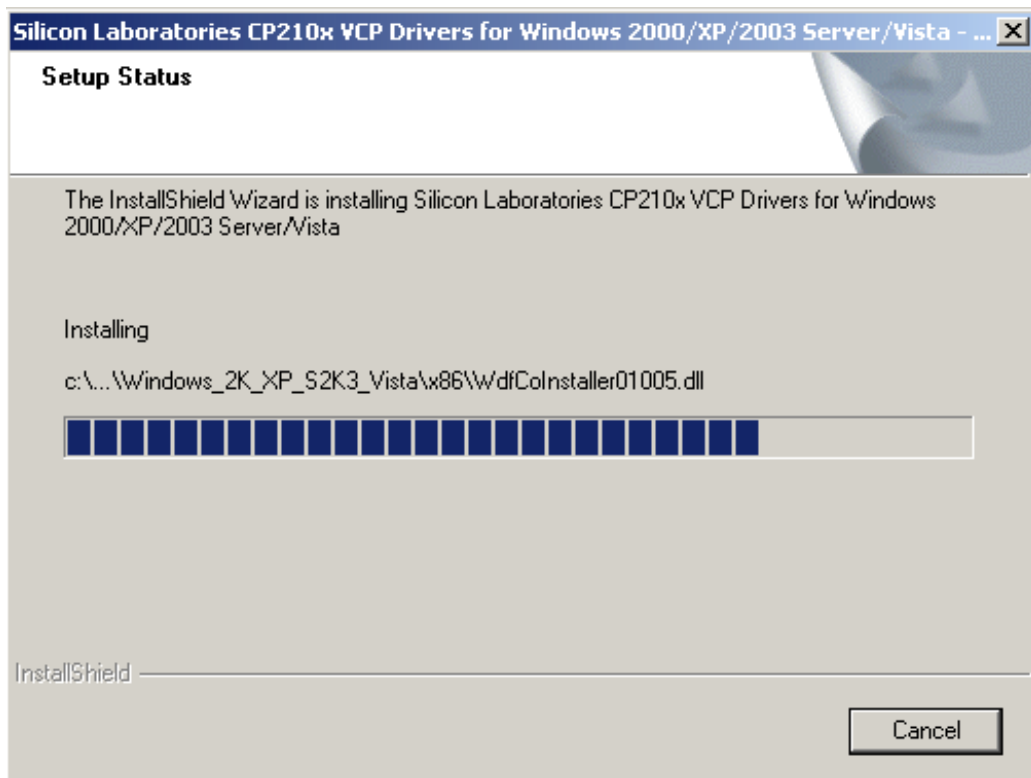 Silicon Laboratories CP210x VCP Drivers for Windows 2000/XP/2003 Server/Vista - ...
Setup Status
The InstallShield Wizard is installing Silicon Laboratories CP210x VCP Drivers for Windows
2000/XP/2003 Server/Vista
Installing
c:\...\Windows_2K_XP_S2K3_Vista\x86\WdfCoInstaller01005.dll
InstallShield
Cancel